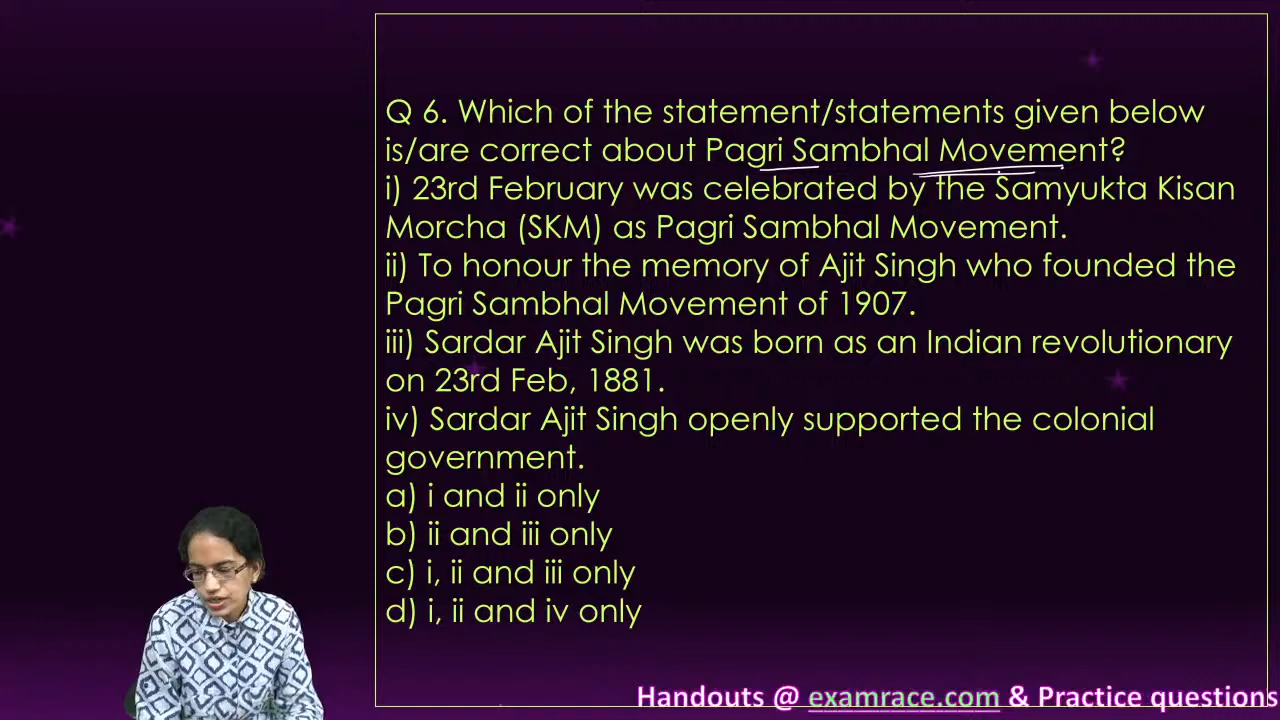 Q 6. Which of the statement/statements given below
is/are correct about Pagri Sambhal Movement?
i) 23rd February was celebrated by the Samyukta Kisan
Morcha (SKM) as Pagri Sambhal Movement.
ii) To honour the memory of Ajit Singh who founded the
Pagri Sambhal Movement of 1907.
iii) Sardar Ajit Singh was born as an Indian revolutionary
on 23rd Feb, 1881.
iv) Sardar Ajit Singh openly supported the colonial
government.
a) i and ii only
b) ii and iii only
c) i, ii and iii only
d) i, ii and iv only
Handouts @ examrace.com & Practice questions